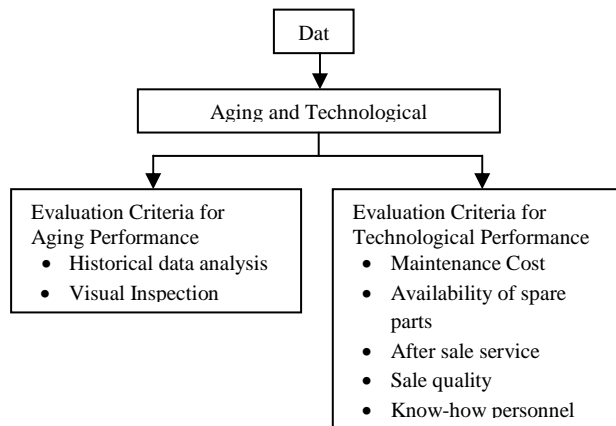 Dat
Aging and Technological
Evaluation Criteria for
Aging Performance
• Historical data analysis
• Visual Inspection
Evaluation Criteria for
Technological Performance
• Maintenance Cost
• Availability of spare
parts
• After sale service
• Sale quality
• Know-how personnel